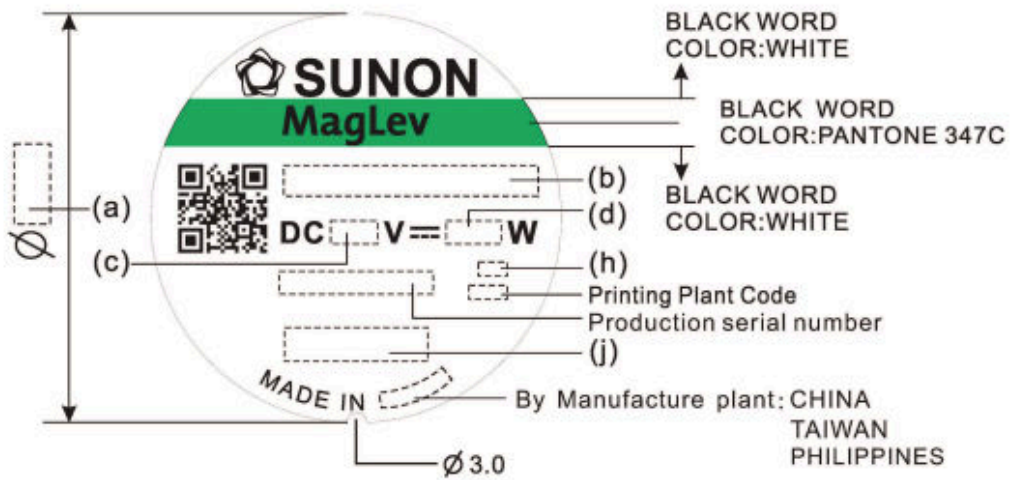 BLACK WORD
COLOR:WHITE
SUNON
MagLev
BLACK WORD
COLOR:PANTONE 347C
(a)
(b)
BLACK WORD
COLOR:WHITE
(d)
DC V W
Ø
(c)
(h)
Printing Plant Code
Production serial number
(j)
MADE IN
By Manufacture plant: CHINA
TAIWAN
PHILIPPINES
Ø 3.0